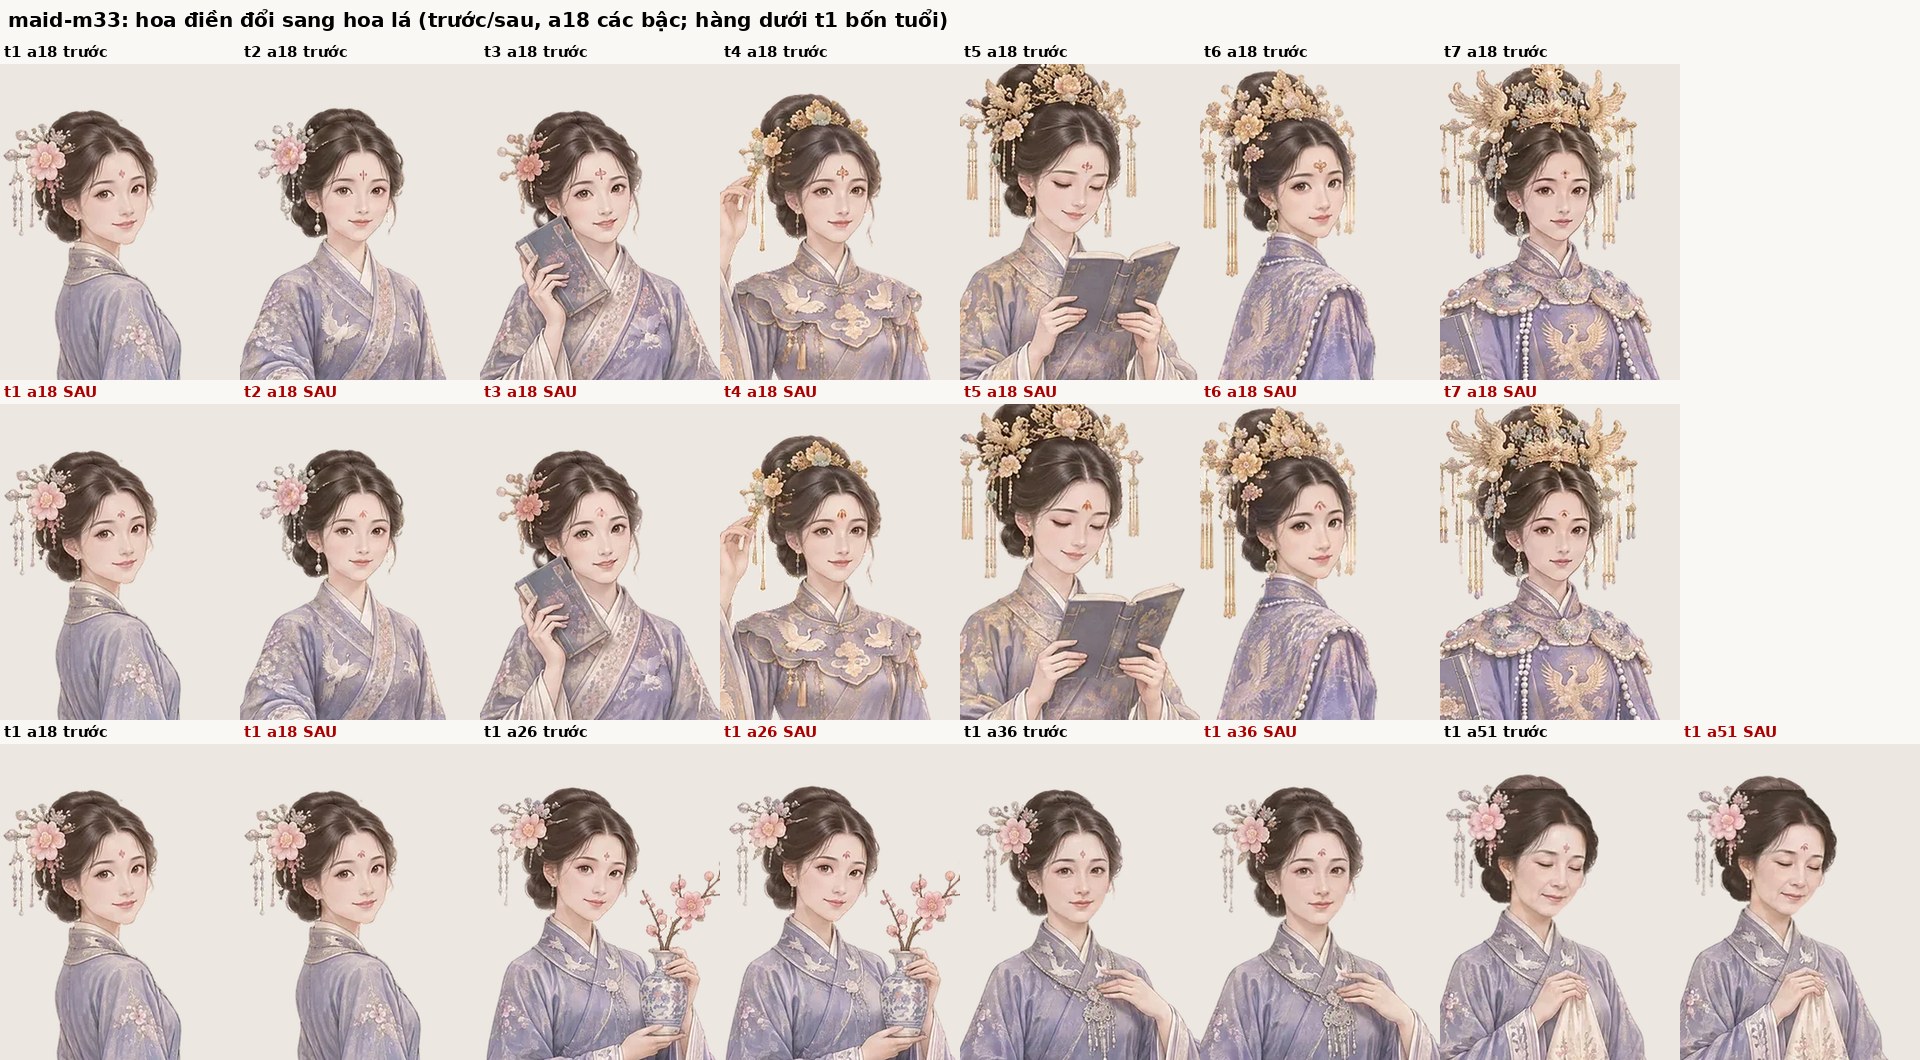 maid-m33: hoa điền đổi sang hoa lá (trước/sau, a18 các bậc; hàng dưới t1 bốn tuổi)
t1 a18 trước
t2 a18 trước
t3 a18 trước
t4 a18 trước
t5 a18 trước
t6 a18 trước
t7 a18 trước
t1 a18 SAU
t2 a18 SAU
t3 a18 SAU
t4 a18 SAU
t5 a18 SAU
t6 a18 SAU
t7 a18 SAU
t1 a18 trước
t1 a18 SAU
t1 a26 trước
t1 a26 SAU
t1 a36 trước
t1 a36 SAU
t1 a51 trước
t1 a51 SAU